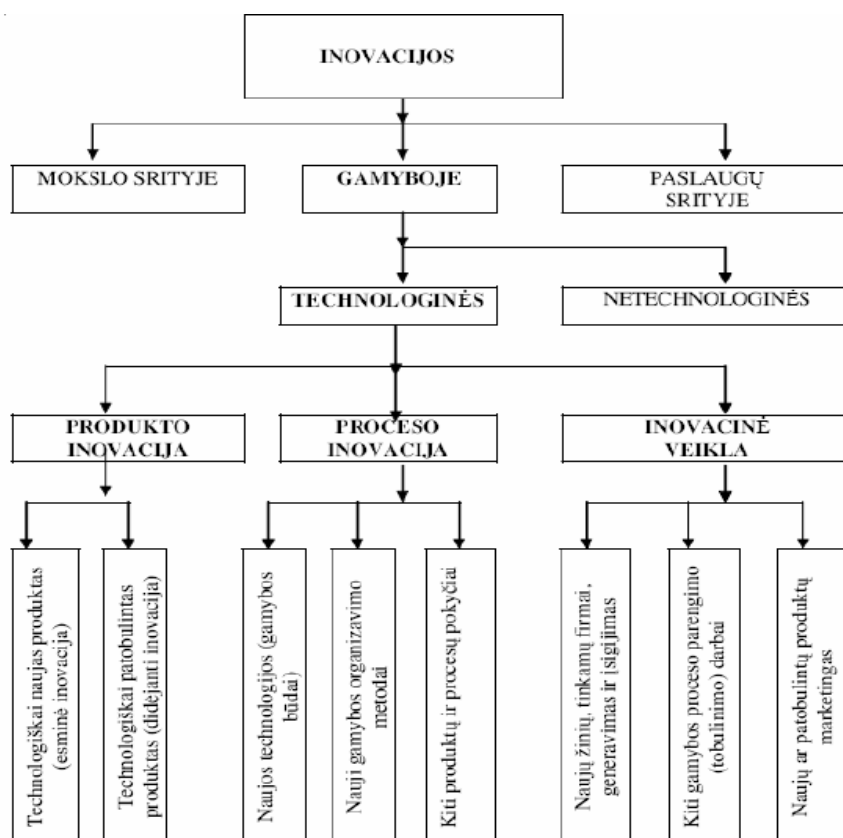 INOVACIJOS
MOKSLO SRITYJE
GAMYBOJE
PASLAUGŲ
SRITYJE
TECHNOLOGINĖS
NETECHNOLOGINĖS
PRODUKTO
INOVACIJA
PROCESO
INOVACIJA
INOVACINĖ
VEIKLA
Technologiškai naujas produktas
(esminė inovacija)
Technologiškai patobulintas
produktas (didėjanti inovacija)
Naujos technologijos (gamybos
būdai)
Nauji gamybos organizavimo
metodai
Kiti produktų ir procesų pokyčiai
Naujų žinių, tinkamų firmai,
generavimas ir įsigijimas
Kiti gamybos proceso parengimo
(tobulinimo) darbai
Naujų ar patobulintų produktų
marketingas